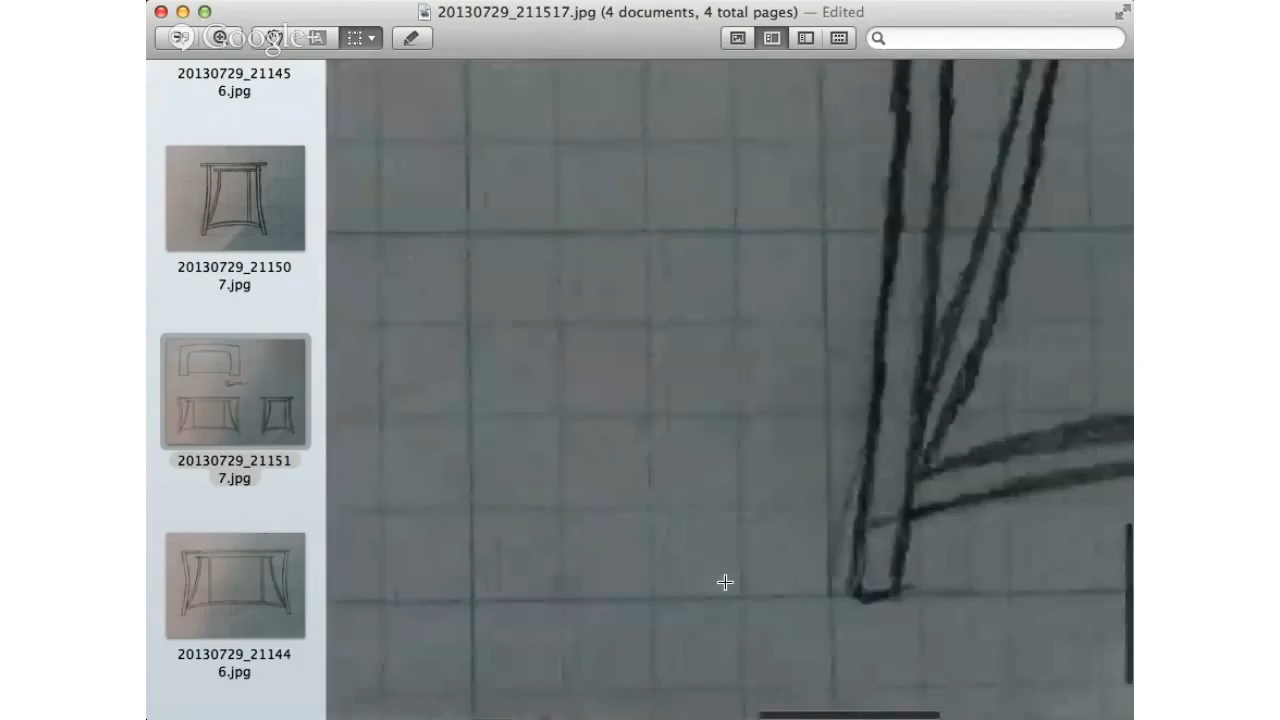 20130729_211517.jpg (4 documents, 4 total pages) — Edited
Google+
20130729_21145
6.jpg
20130729_21150
7.jpg
20130729_21151
7.jpg
20130729_21144
6.jpg